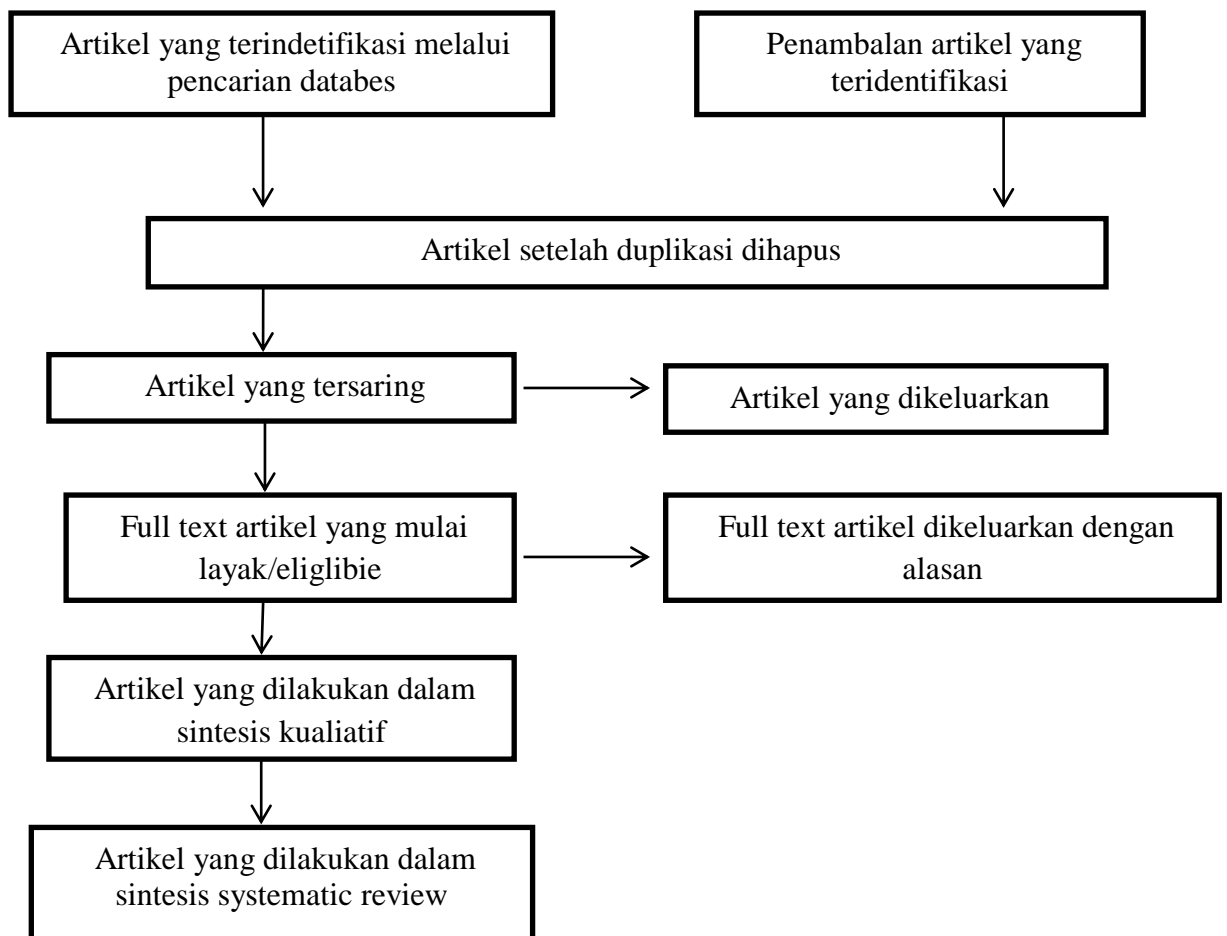 Artikel yang terindetifikasi melalui
pencarian databes
Penambalan artikel yang
teridentifikasi
Artikel setelah duplikasi dihapus
Artikel yang tersaring
Artikel yang dikeluarkan
Full text artikel yang mulai
layak/eliglibie
Full text artikel dikeluarkan dengan
alasan
Artikel yang dilakukan dalam
sintesis kualiatif
Artikel yang dilakukan dalam
sintesis systematic review